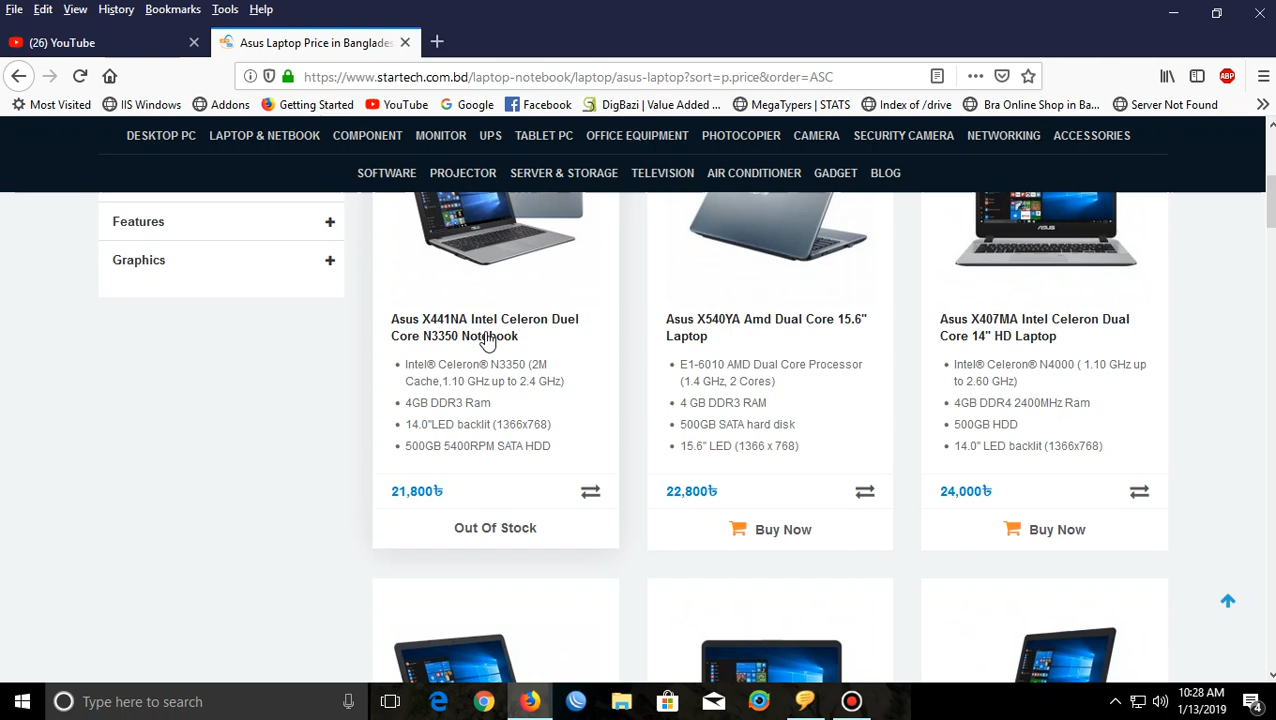 File Edit View History Bookmarks Tools Help
(26) YouTube
Asus Laptop Price in Banglades
https://www.startech.com.bd/laptop-notebook/laptop/asus-laptop?sort=p.price&order=ASC
ABP
Most Visited IIS Windows Addons Getting Started YouTube Google Facebook DigBazi | Value Added ... MegaTypers | STATS Index of /drive Bra Online Shop in Ba... Server Not Found
DESKTOP PC LAPTOP & NETBOOK COMPONENT MONITOR UPS TABLET PC OFFICE EQUIPMENT PHOTOCOPIER CAMERA SECURITY CAMERA NETWORKING ACCESSORIES
SOFTWARE PROJECTOR SERVER & STORAGE TELEVISION AIR CONDITIONER GADGET BLOG
Features +
Graphics +
Asus X441NA Intel Celeron Duel
Core N3350 Notebook
• Intel® Celeron® N3350 (2M
Cache,1.10 GHz up to 2.4 GHz)
• 4GB DDR3 Ram
• 14.0"LED backlit (1366x768)
• 500GB 5400RPM SATA HDD
21,800৳
Out Of Stock
Asus X540YA Amd Dual Core 15.6"
Laptop
• E1-6010 AMD Dual Core Processor
(1.4 GHz, 2 Cores)
• 4 GB DDR3 RAM
• 500GB SATA hard disk
• 15.6" LED (1366 x 768)
22,800৳
Buy Now
ASUS
Asus X407MA Intel Celeron Dual
Core 14" HD Laptop
• Intel® Celeron® N4000 ( 1.10 GHz up
to 2.60 GHz)
• 4GB DDR4 2400MHz Ram
• 500GB HDD
• 14.0" LED backlit (1366x768)
24,000৳
Buy Now
Type here to search
10:28 AM
1/13/2019
4